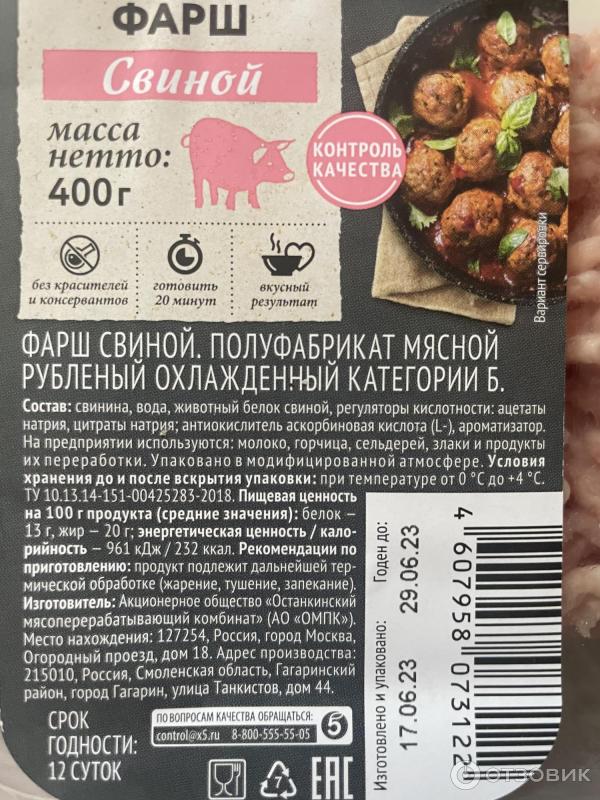 ФАРШ
Свиной
масса
нетто:
400 г
КОНТРОЛЬ
КАЧЕСТВА
без красителей
и консервантов
готовить
20 минут
вкусный
результат
Вариант сервировки
ФАРШ СВИНОЙ. ПОЛУФАБРИКАТ МЯСНОЙ
РУБЛЕНЫЙ ОХЛАЖДЕННЫЙ КАТЕГОРИИ Б.
Состав: свинина, вода, животный белок свиной, регуляторы кислотности: ацетаты
натрия, цитраты натрия; антиокислитель аскорбиновая кислота (L-), ароматизатор.
На предприятии используются: молоко, горчица, сельдерей, злаки и продукты
их переработки. Упаковано в модифицированной атмосфере. Условия
хранения до и после вскрытия упаковки: при температуре от 0 °С до +4 °С.
ТУ 10.13.14-151-00425283-2018. Пищевая ценность
на 100 г продукта (средние значения): белок –
13 г, жир – 20 г; энергетическая ценность / кало-
рийность – 961 кДж / 232 ккал. Рекомендации по
приготовлению: продукт подлежит дальнейшей тер-
мической обработке (жарение, тушение, запекание).
Изготовитель: Акционерное общество «Останкинский
мясоперерабатывающий комбинат» (АО «ОМПК»).
Место нахождения: 127254, Россия, город Москва,
Огородный проезд, дом 18. Адрес производства:
215010, Россия, Смоленская область, Гагаринский
район, город Гагарин, улица Танкистов, дом 44.
СРОК
ГОДНОСТИ:
12 СУТОК
ПО ВОПРОСАМ КАЧЕСТВА ОБРАЩАТЬСЯ:
control@x5.ru 8-800-555-55-05
5
7
EAC
Изготовлено и упаковано:
17.06.23
Годен до:
29.06.23
4 607958 073122
ОТЗОВИК